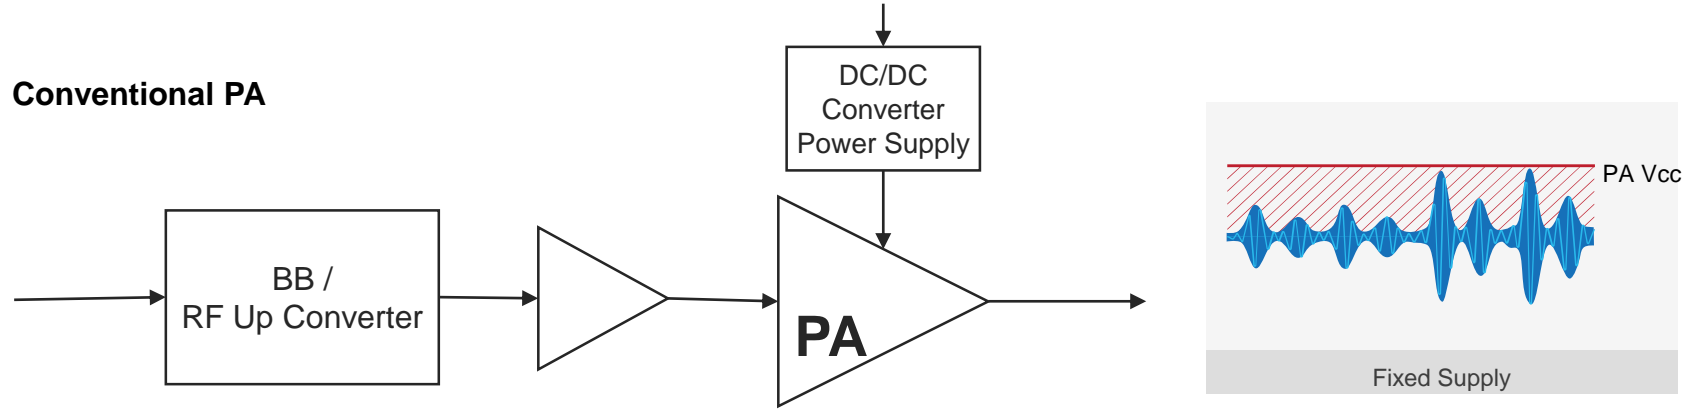 Conventional PA
DC/DC
Converter
Power Supply
BB /
RF Up Converter
PA
PA Vcc
Fixed Supply